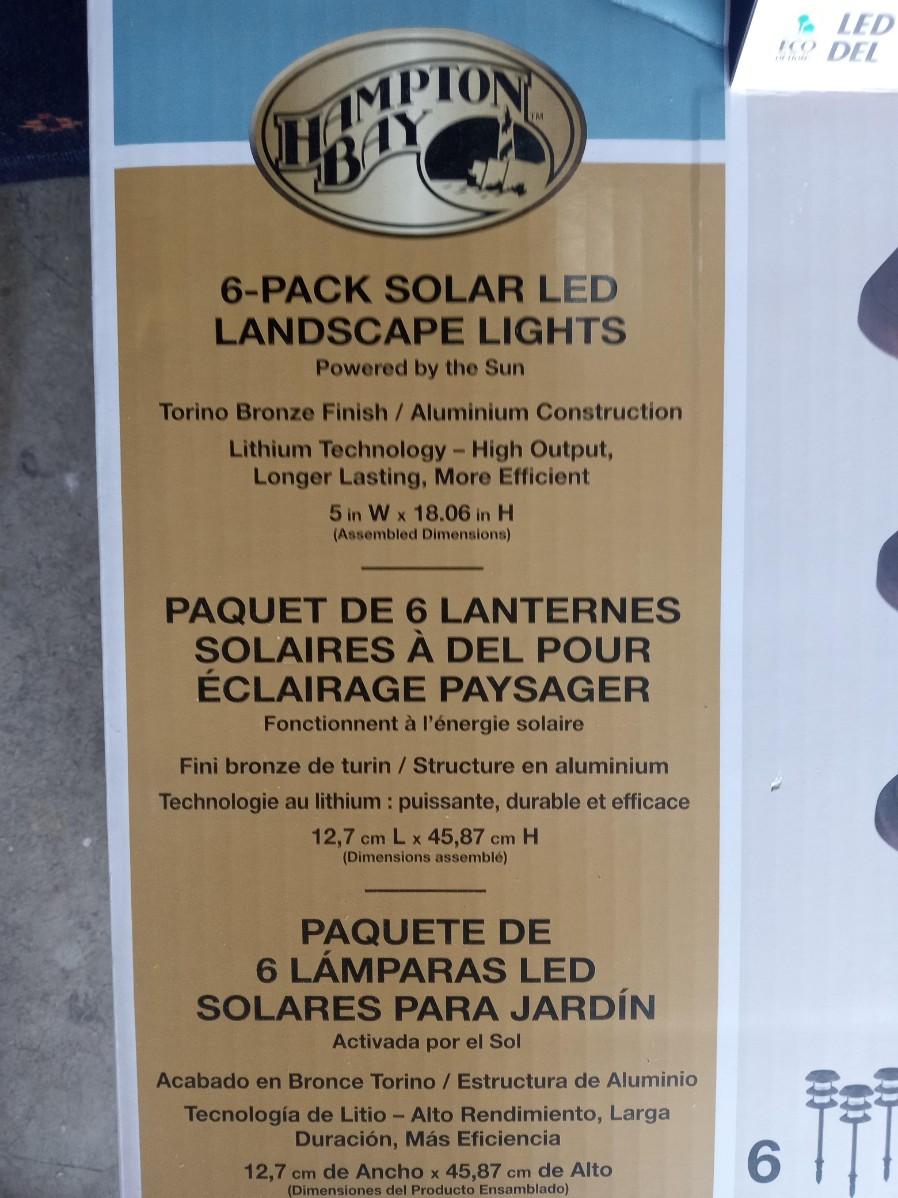 HAMPTON
BAY
TM
ECO
OPTIONS
LED
DEL
6-PACK SOLAR LED
LANDSCAPE LIGHTS
Powered by the Sun
Torino Bronze Finish / Aluminium Construction
Lithium Technology – High Output,
Longer Lasting, More Efficient
5 in W x 18.06 in H
(Assembled Dimensions)
PAQUET DE 6 LANTERNES
SOLAIRES À DEL POUR
ÉCLAIRAGE PAYSAGER
Fonctionnent à l'énergie solaire
Fini bronze de turin / Structure en aluminium
Technologie au lithium : puissante, durable et efficace
12,7 cm L x 45,87 cm H
(Dimensions assemblé)
PAQUETE DE
6 LÁMPARAS LED
SOLARES PARA JARDÍN
Activada por el Sol
Acabado en Bronce Torino / Estructura de Aluminio
Tecnología de Litio – Alto Rendimiento, Larga
Duración, Más Eficiencia
12,7 cm de Ancho x 45,87 cm de Alto
(Dimensiones del Producto Ensamblado)
6